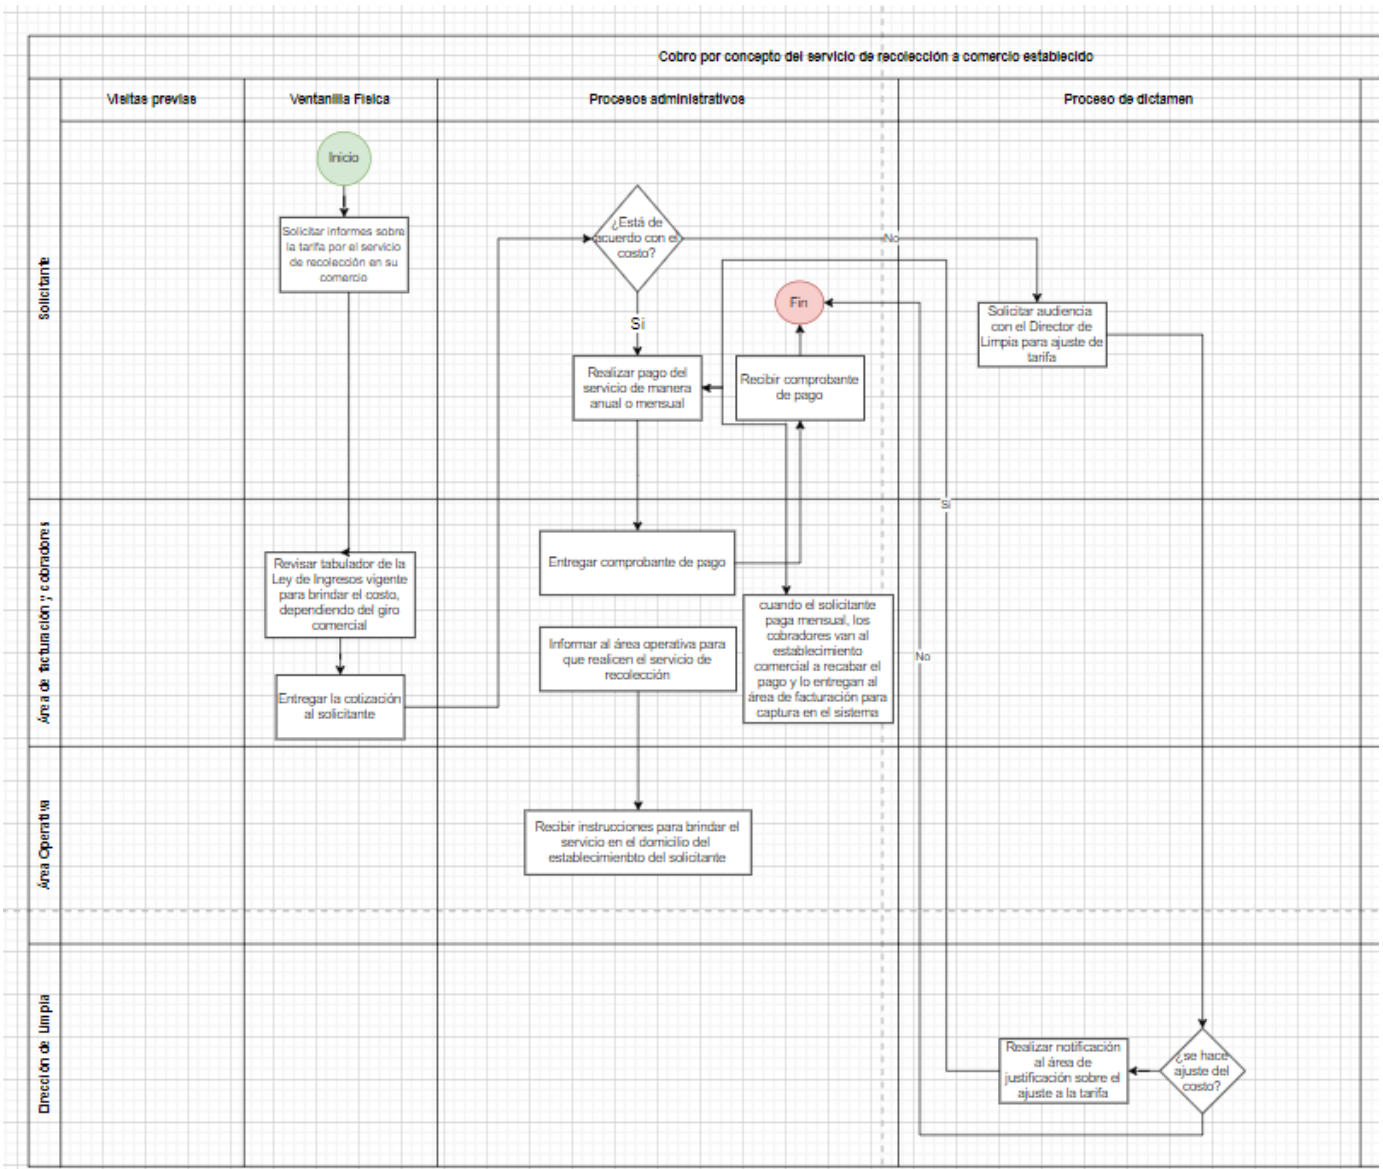 Cobro por concepto del servicio de recolección a comercio establecido
Visitas previas
Ventanilla Física
Procesos administrativos
Proceso de dictamen
Solicitante
Inicio
Solicitar informes sobre
la tarifa por el servicio
de recolección en su
comercio
¿Está de
acuerdo con el
costo?
No
Si
Fin
Solicitar audiencia
con el Director de
Limpia para ajuste de
tarifa
Realizar pago del
servicio de manera
anual o mensual
Recibir comprobante
de pago
Área de facturación y cobradores
Si
Revisar tabulador de la
Ley de Ingresos vigente
para brindar el costo,
dependiendo del giro
comercial
Entregar la cotización
al solicitante
Entregar comprobante de pago
Informar al área operativa para
que realicen el servicio de
recolección
cuando el solicitante
paga mensual, los
cobradores van al
establecimiento
comercial a recabar el
pago y lo entregan al
área de facturación para
captura en el sistema
No
Área Operativa
Recibir instrucciones para brindar el
servicio en el domicilio del
establecimienbto del solicitante
Dirección de Limpia
Realizar notificación
al área de
justificación sobre el
ajuste a la tarifa
¿se hace
ajuste del
costo?